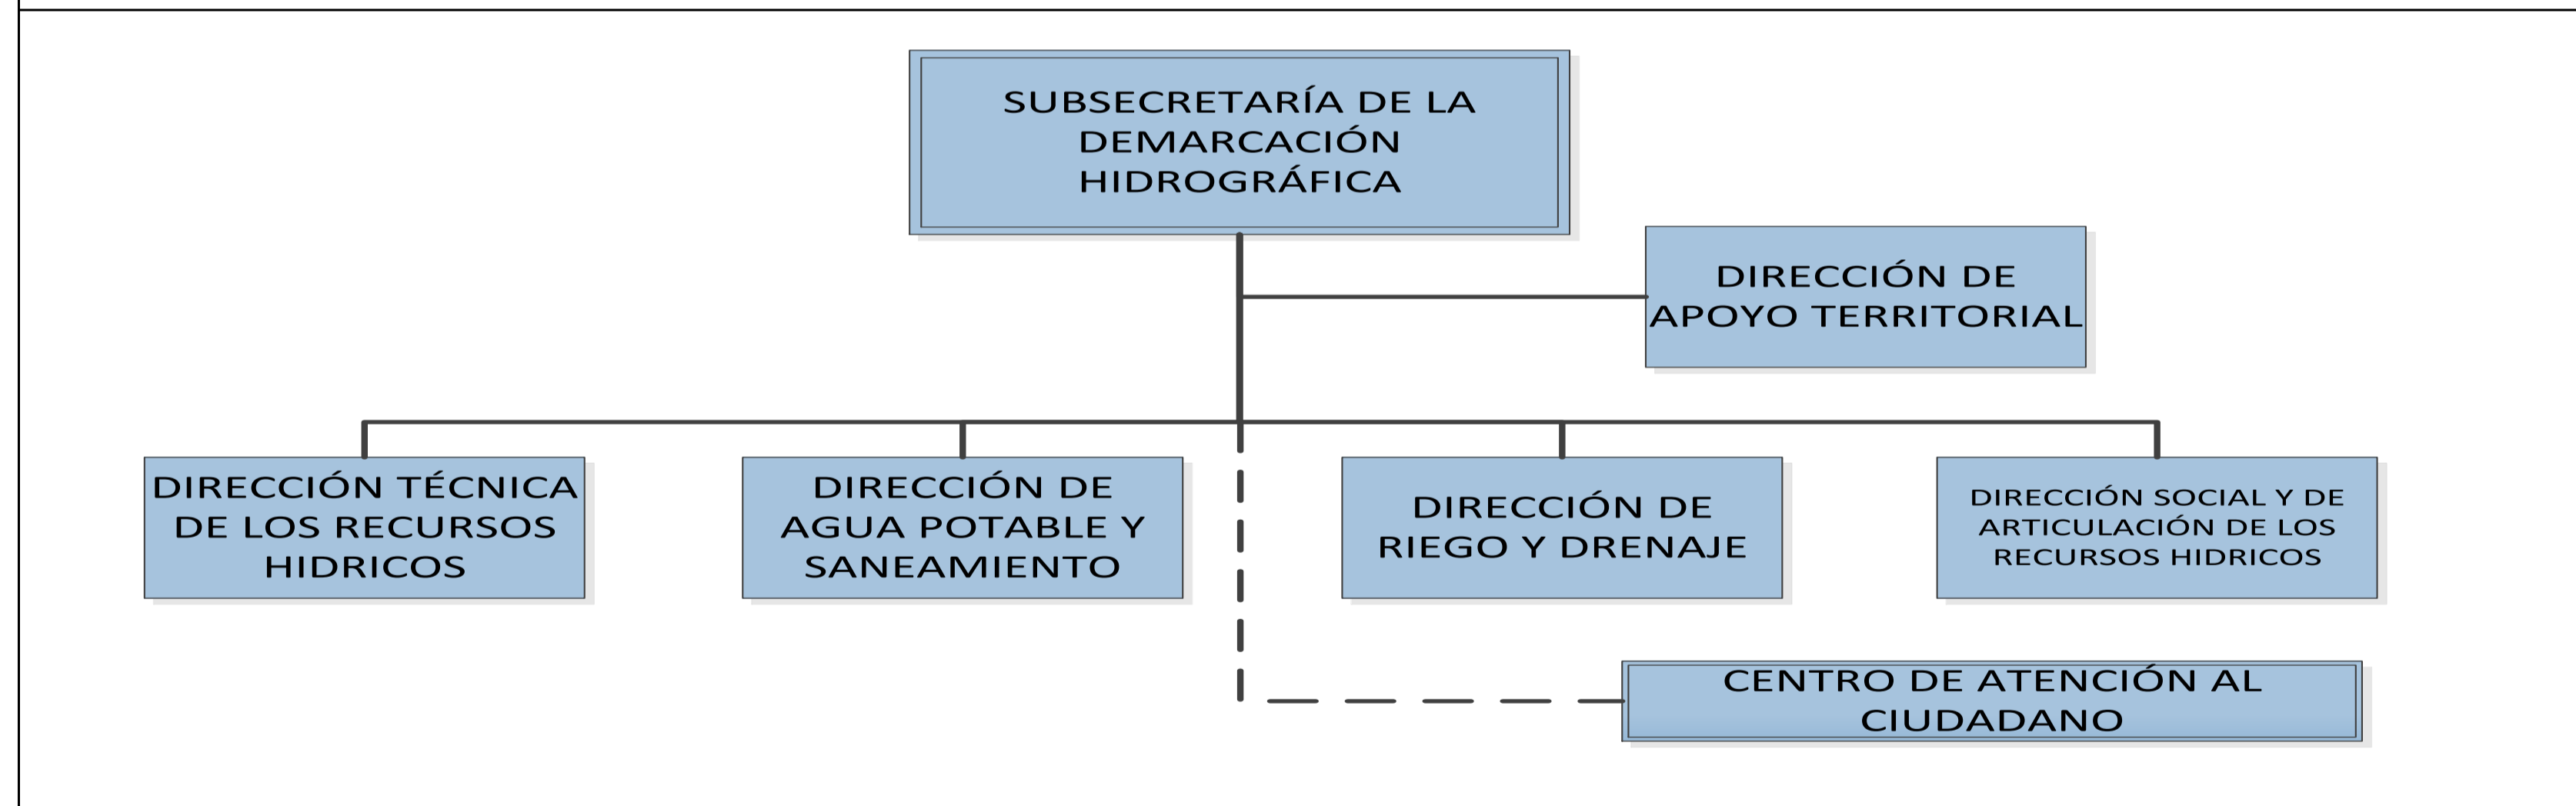 SUBSECRETARÍA DE LA
DEMARCACIÓN
HIDROGRÁFICA
DIRECCIÓN DE
APOYO TERRITORIAL
DIRECCIÓN TÉCNICA
DE LOS RECURSOS
HIDRICOS
DIRECCIÓN DE
AGUA POTABLE Y
SANEAMIENTO
DIRECCIÓN DE
RIEGO Y DRENAJE
DIRECCIÓN SOCIAL Y DE
ARTICULACIÓN DE LOS
RECURSOS HIDRICOS
CENTRO DE ATENCIÓN AL
CIUDADANO